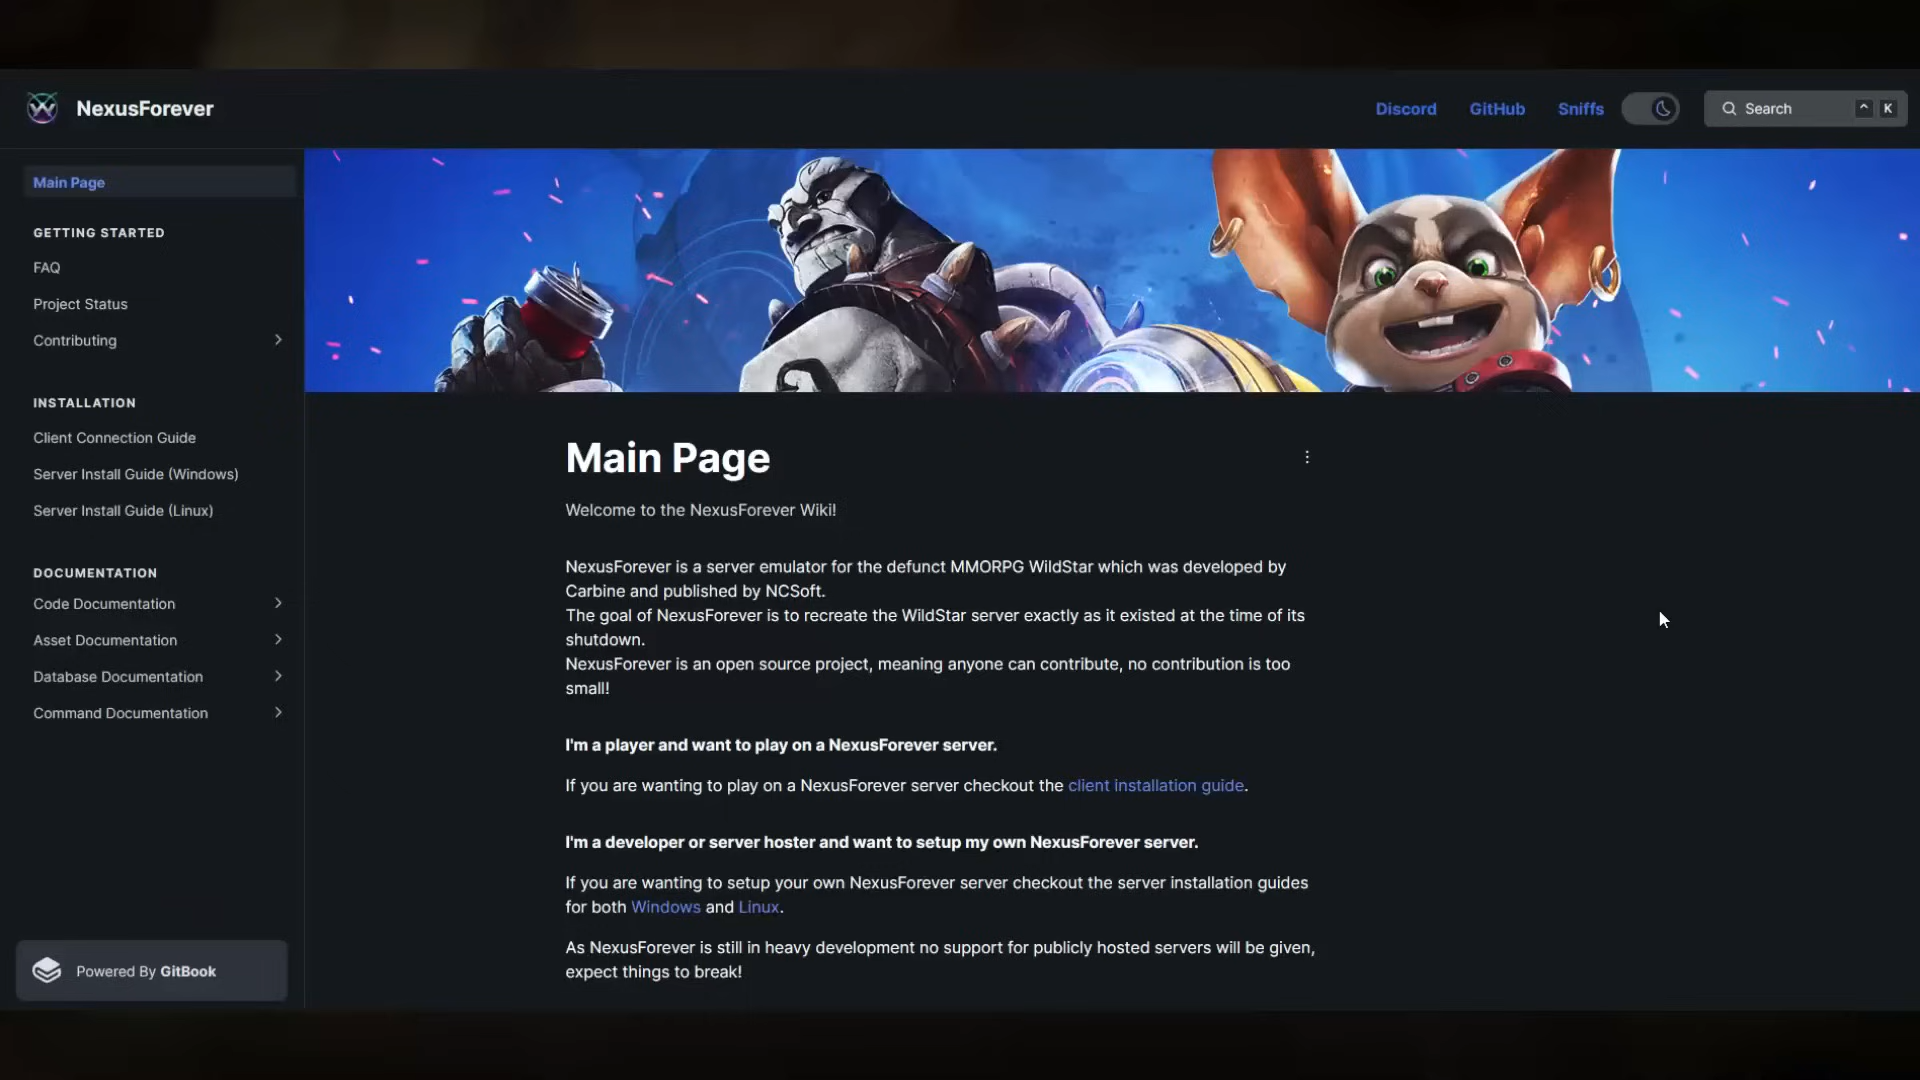 NexusForever
Discord
GitHub
Sniffs
Search
^ K
Main Page
GETTING STARTED
FAQ
Project Status
Contributing
INSTALLATION
Client Connection Guide
Server Install Guide (Windows)
Server Install Guide (Linux)
DOCUMENTATION
Code Documentation
Asset Documentation
Database Documentation
Command Documentation
Powered By GitBook
Main Page
Welcome to the NexusForever Wiki!
NexusForever is a server emulator for the defunct MMORPG WildStar which was developed by
Carbine and published by NCSoft.
The goal of NexusForever is to recreate the WildStar server exactly as it existed at the time of its
shutdown.
NexusForever is an open source project, meaning anyone can contribute, no contribution is too
small!
I'm a player and want to play on a NexusForever server.
If you are wanting to play on a NexusForever server checkout the client installation guide.
I'm a developer or server hoster and want to setup my own NexusForever server.
If you are wanting to setup your own NexusForever server checkout the server installation guides
for both Windows and Linux.
As NexusForever is still in heavy development no support for publicly hosted servers will be given,
expect things to break!